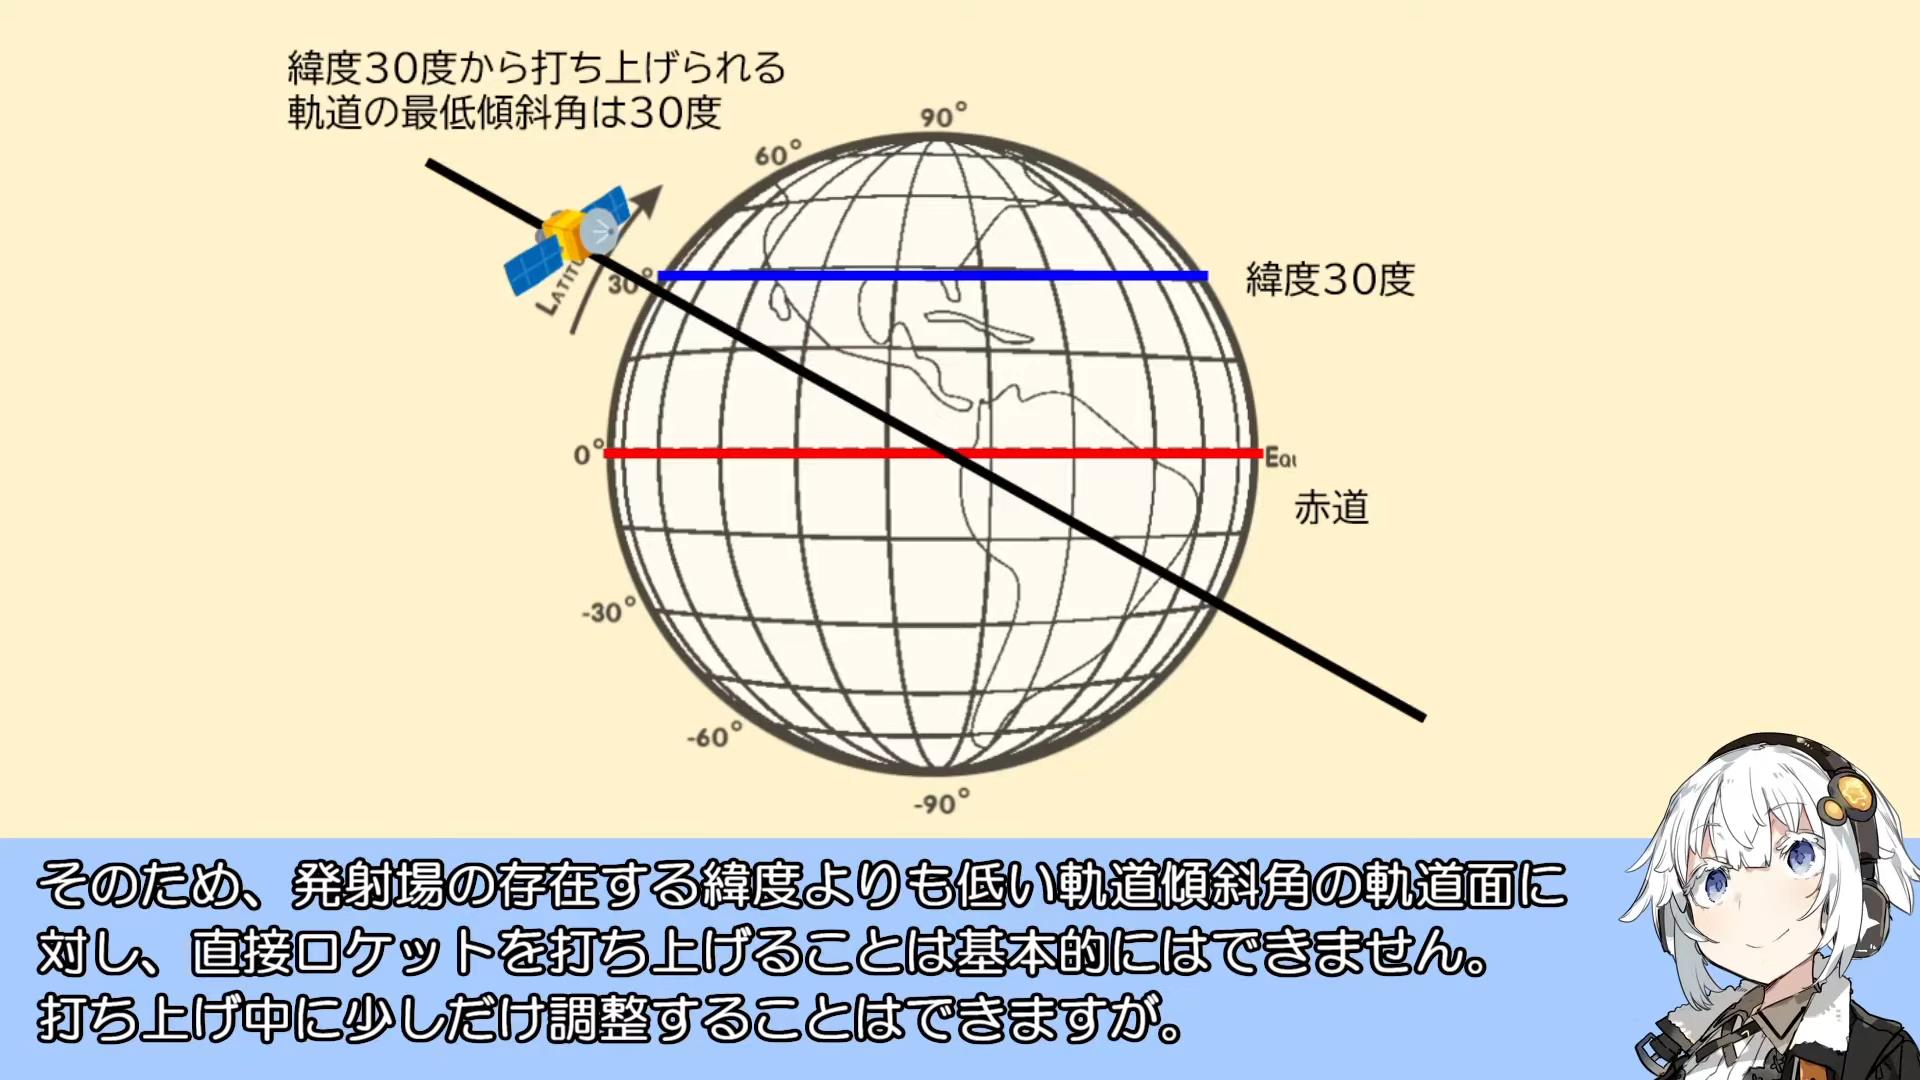 緯度30度から打ち上げられる
軌道の最低傾斜角は30度
90°
60°
LATITU
30°
緯度30度
0°
Equ
赤道
-30°
-60°
-90°
そのため、発射場の存在する緯度よりも低い軌道傾斜角の軌道面に
対し、直接ロケットを打ち上げることは基本的にはできません。
打ち上げ中に少しだけ調整することはできますが。